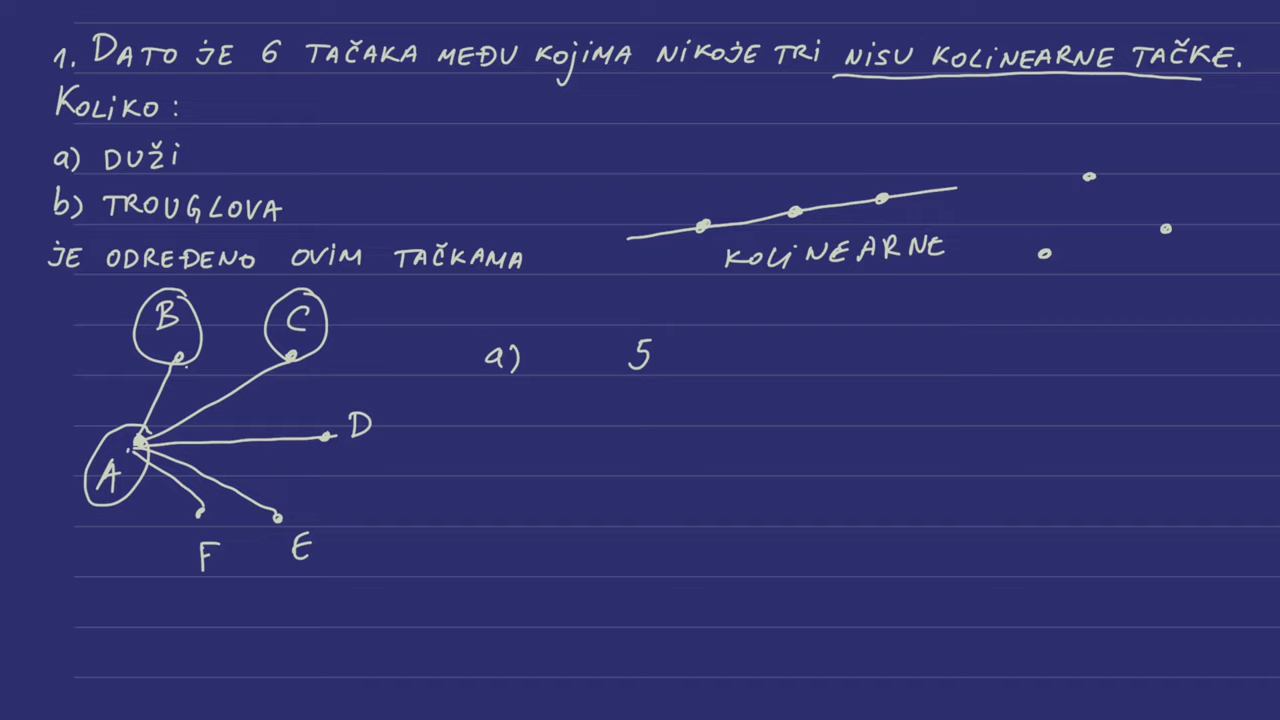 1. DATO JE 6 TAČAKA MEĐU KOJIMA NIKOJE TRI NISU KOLINEARNE TAČKE.
KOLIKO:
a) DUŽI
b) TROUGLOVA
JE ODREĐENO OVIM TAČKAMA
KOLINEARNE
B C
a) 5
D
A
F E